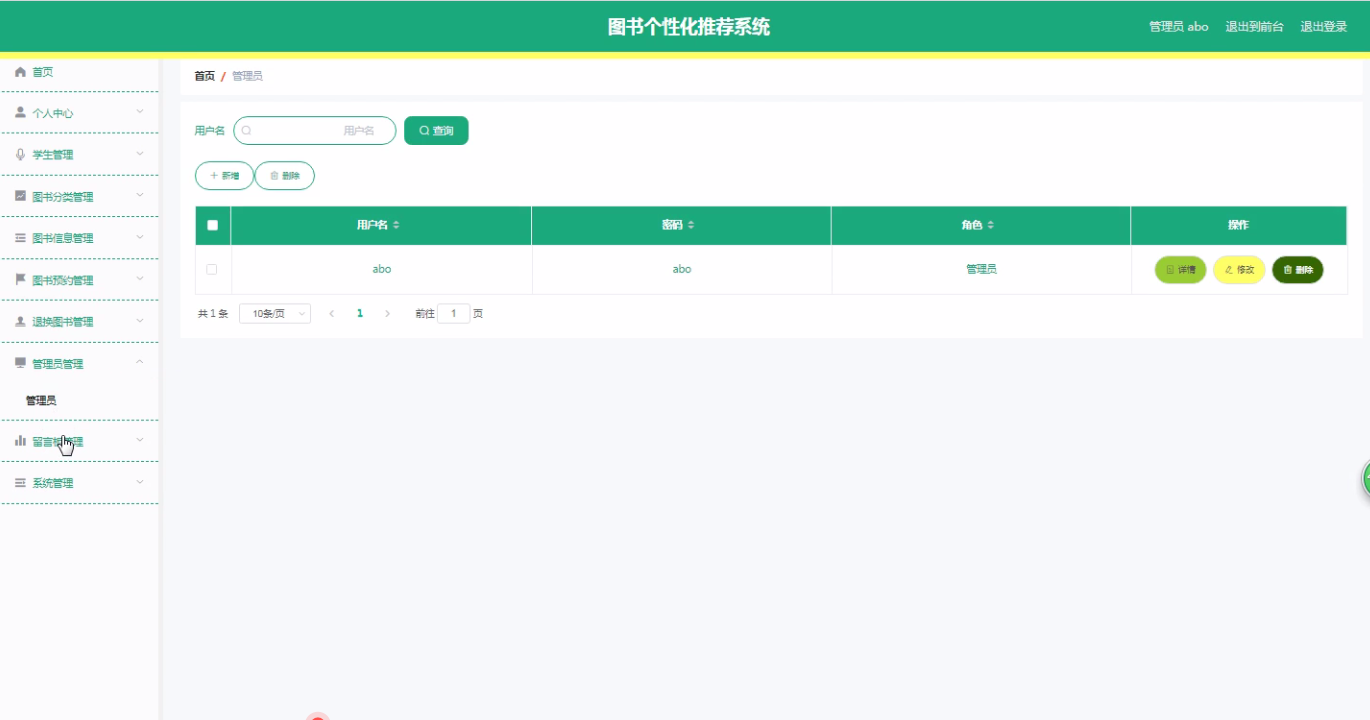 图书个性化推荐系统
管理员 abo 退出到前台 退出登录
首页
个人中心
学生管理
图书分类管理
图书信息管理
图书预约管理
退换图书管理
管理员管理
管理员
留言板管理
系统管理
首页 / 管理员
用户名 用户名 查询
新增 删除
用户名 密码 角色 操作
abo abo 管理员 详情 修改 删除
共 1 条 10条/页 1 前往 1 页